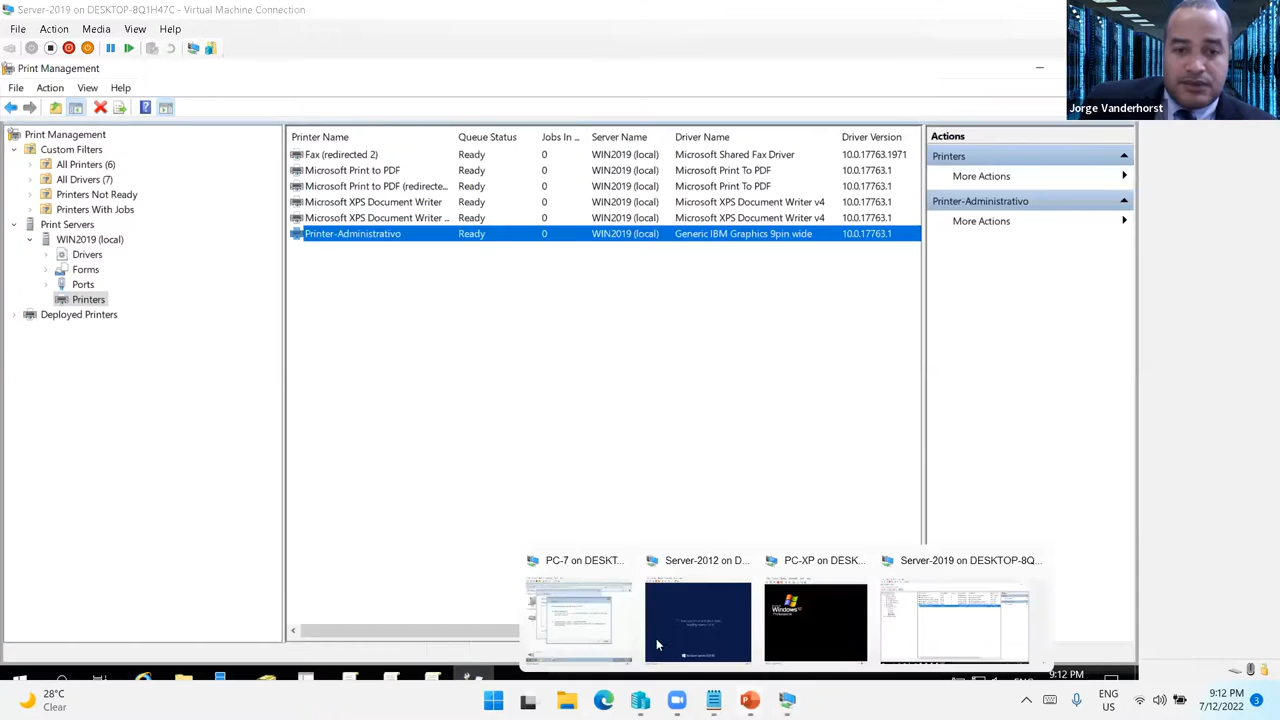 Server-2019 on DESKTOP-8Q1H47C - Virtual Machine Connection
File Action Media View Help
Print Management
File Action View Help
Jorge Vanderhorst
Print Management
Custom Filters
All Printers (6)
All Drivers (7)
Printers Not Ready
Printers With Jobs
Print Servers
WIN2019 (local)
Drivers
Forms
Ports
Printers
Deployed Printers
Printer Name Queue Status Jobs In ... Server Name Driver Name Driver Version
Fax (redirected 2) Ready 0 WIN2019 (local) Microsoft Shared Fax Driver 10.0.17763.1971
Microsoft Print to PDF Ready 0 WIN2019 (local) Microsoft Print To PDF 10.0.17763.1
Microsoft Print to PDF (redirecte... Ready 0 WIN2019 (local) Microsoft Print To PDF 10.0.17763.1
Microsoft XPS Document Writer Ready 0 WIN2019 (local) Microsoft XPS Document Writer v4 10.0.17763.1
Microsoft XPS Document Writer ... Ready 0 WIN2019 (local) Microsoft XPS Document Writer v4 10.0.17763.1
Printer-Administrativo Ready 0 WIN2019 (local) Generic IBM Graphics 9pin wide 10.0.17763.1
Actions
Printers
More Actions
Printer-Administrativo
More Actions
PC-7 on DESKT... Server-2012 on D... PC-XP on DESK... Server-2019 on DESKTOP-8Q...
Windows
9:12 PM
28°C
Clear
ENG
US
9:12 PM
7/12/2022
3